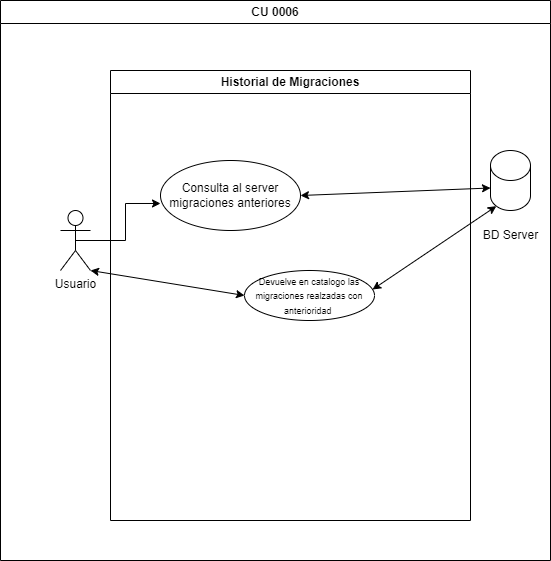 CU 0006
Historial de Migraciones
Consulta al server
migraciones anteriores
BD Server
Usuario
Devuelve en catalogo las
migraciones realzadas con
anterioridad